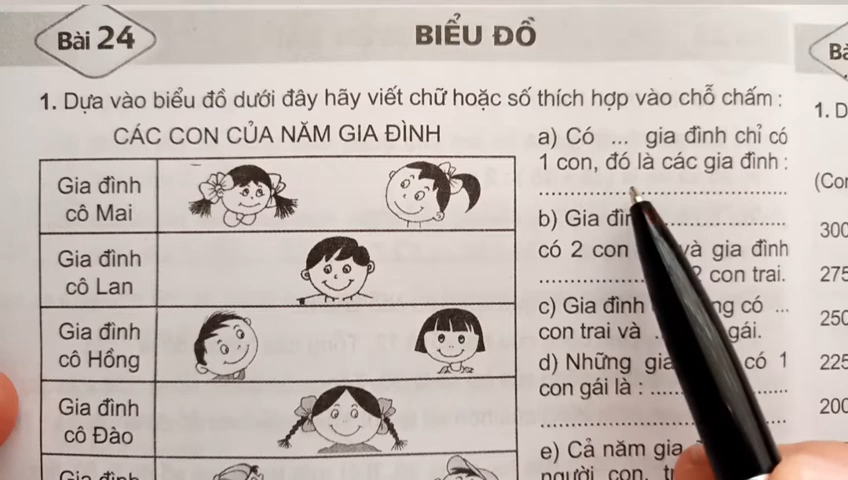 Bài 24
BIỂU ĐỒ
1. Dựa vào biểu đồ dưới đây hãy viết chữ hoặc số thích hợp vào chỗ chấm :
CÁC CON CỦA NĂM GIA ĐÌNH
Gia đình
cô Mai
Gia đình
cô Lan
Gia đình
cô Hồng
Gia đình
cô Đào
a) Có ... gia đình chỉ có
1 con, đó là các gia đình :
b) Gia
có 2 con và gia đình
2 con trai.
c) Gia đình có ...
con trai và gái.
d) Những gia có 1
con gái là :
e) Cả năm gia
người con,
1. D
300
275
250
225
200